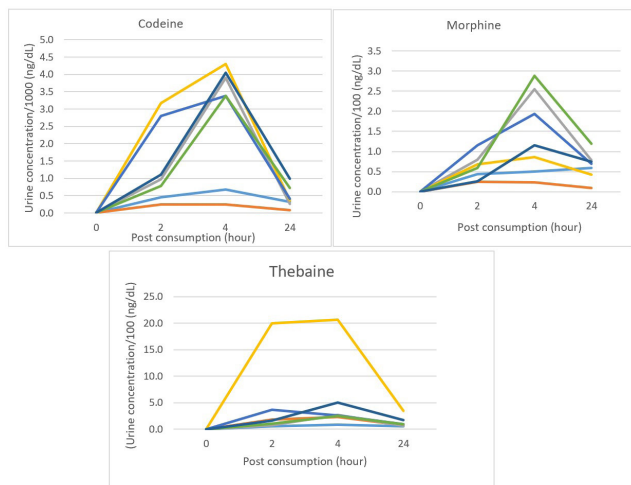 Codeine
Urine concentration/1000 (ng/dL)
5.0
4.5
4.0
3.5
3.0
2.5
2.0
1.5
1.0
0.5
0.0
0 2 4 24
Post consumption (hour)
Morphine
Urine concentration/100 (ng/dL)
3.5
3.0
2.5
2.0
1.5
1.0
0.5
0.0
0 2 4 24
Post consumption (hour)
Thebaine
(Urine concentration/100 (ng/dL)
25.0
20.0
15.0
10.0
5.0
0.0
0 2 4 24
Post consumption (hour)